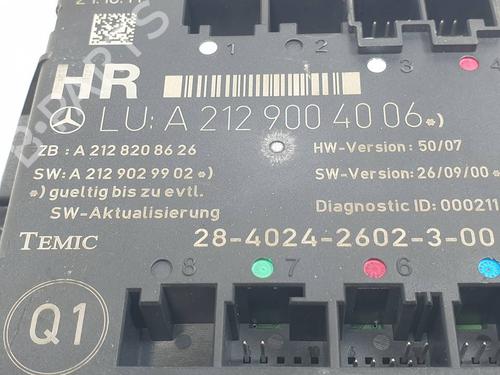 1
2
3
4
HR
LU: A 212 900 40 06 *)
ZB : A 212 820 86 26
HW-Version: 50/07
SW: A 212 902 99 02 *)
SW-Version: 26/09/00 *)
*) gueltig bis zu evtl.
SW-Aktualisierung
Diagnostic ID: 000211
TEMIC
28-4024-2602-3-00
8
7
6
5
Q1